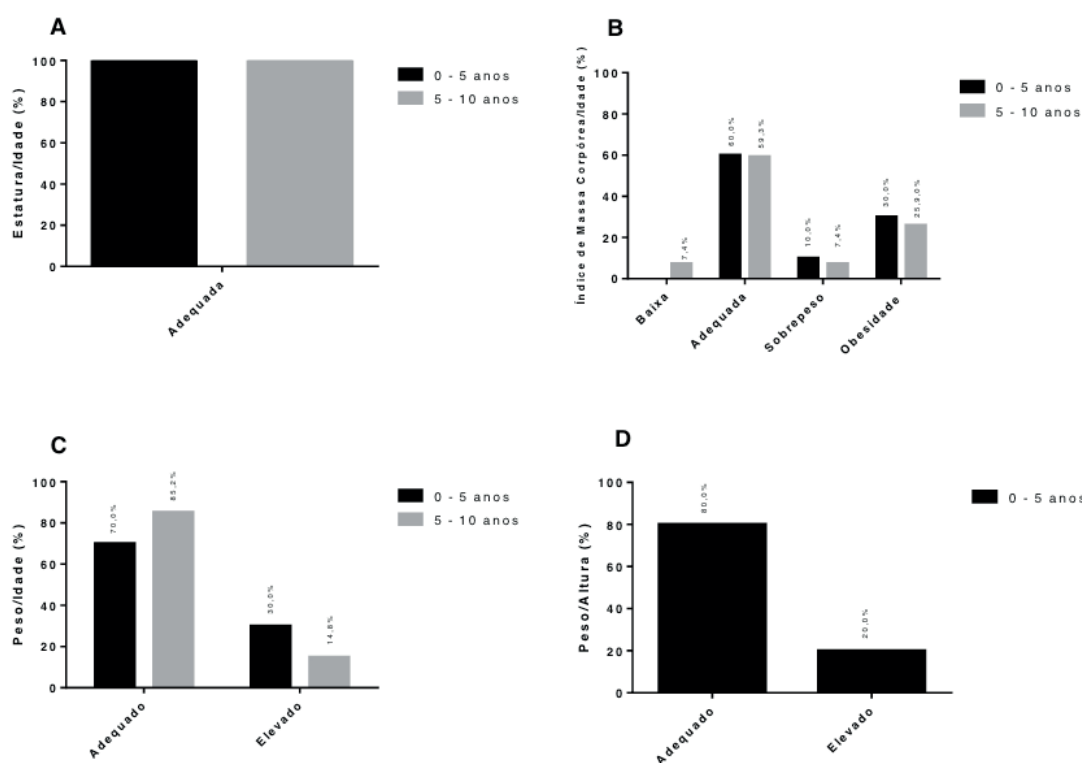 A
Estatura/Idade (%)
100
80
60
40
20
0
Adequada
0 - 5 anos
5 - 10 anos
B
Índice de Massa Corpórea/Idade (%)
100
80
60
40
20
0
7,4%
60,0%
59,3%
10,0%
7,4%
30,0%
25,9,0%
Baixa
Adequada
Sobrepeso
Obesidade
0 - 5 anos
5 - 10 anos
C
Peso/Idade (%)
100
80
60
40
20
0
70,0%
85,2%
30,0%
14,8%
Adequado
Elevado
0 - 5 anos
5 - 10 anos
D
Peso/Altura (%)
100
80
60
40
20
0
80,0%
20,0%
Adequado
Elevado
0 - 5 anos